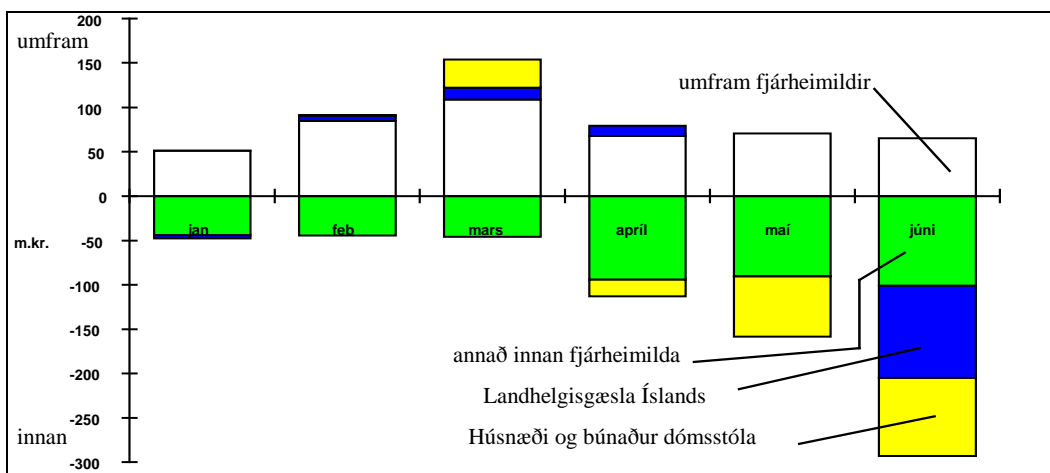 200
umfram
150
umfram fjárheimildir
100
50
0
jan feb mars apríl maí júni
m.kr.
-50
-100
-150
annað innan fjárheimilda
-200
Landhelgisgæsla Íslands
-250
Húsnæði og búnaður dómsstóla
innan
-300